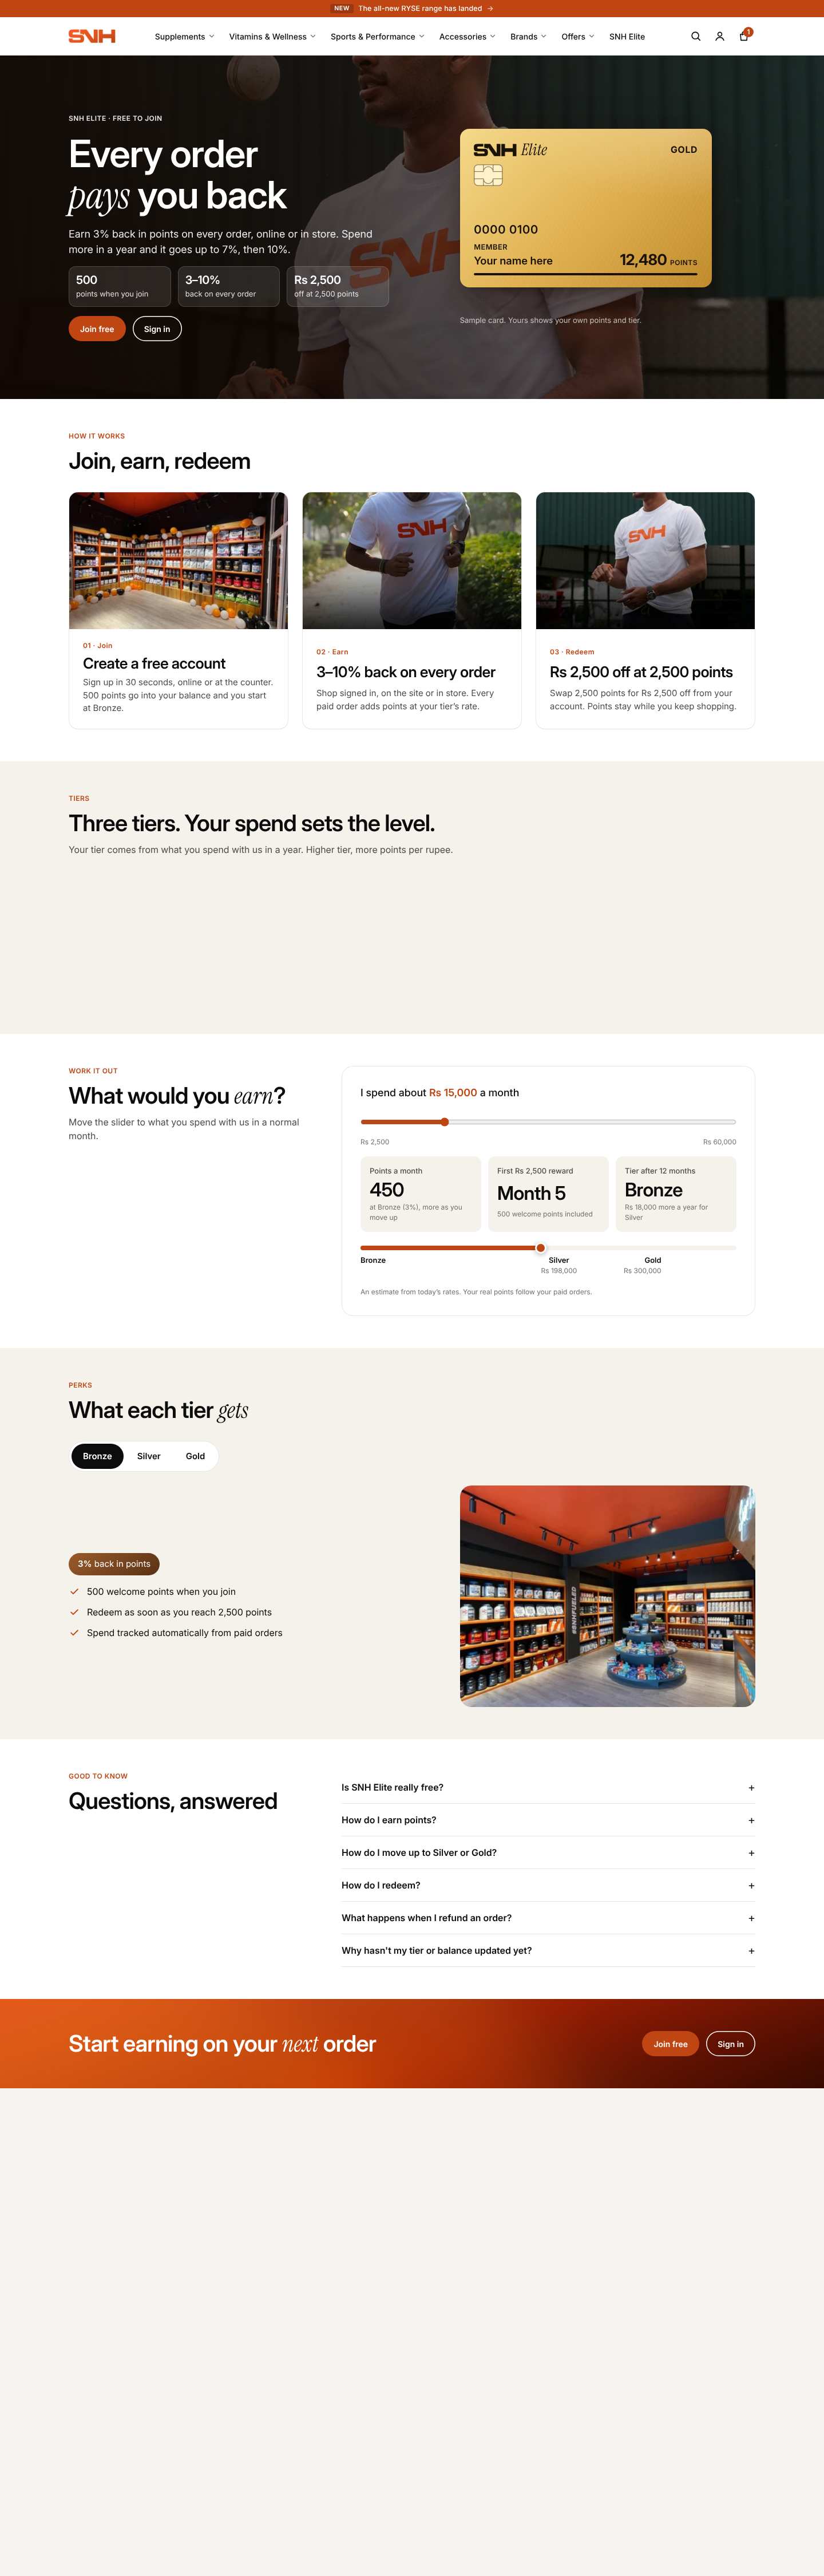 NEW The all-new RYSE range has landed →
SNH
Supplements
Vitamins & Wellness
Sports & Performance
Accessories
Brands
Offers
SNH Elite
1
SNH ELITE · FREE TO JOIN
Every order
pays you back
Earn 3% back in points on every order, online or in store. Spend
more in a year and it goes up to 7%, then 10%.
500
points when you join
3–10%
back on every order
Rs 2,500
off at 2,500 points
Join free
Sign in
SNH
SNH Elite
GOLD
0000 0100
MEMBER
Your name here
12,480 POINTS
Sample card. Yours shows your own points and tier.
HOW IT WORKS
Join, earn, redeem
01 · Join
Create a free account
Sign up in 30 seconds, online or at the counter.
500 points go into your balance and you start
at Bronze.
SNH
02 · Earn
3–10% back on every order
Shop signed in, on the site or in store. Every
paid order adds points at your tier’s rate.
SNH
03 · Redeem
Rs 2,500 off at 2,500 points
Swap 2,500 points for Rs 2,500 off from your
account. Points stay while you keep shopping.
TIERS
Three tiers. Your spend sets the level.
Your tier comes from what you spend with us in a year. Higher tier, more points per rupee.
WORK IT OUT
What would you earn?
Move the slider to what you spend with us in a normal
month.
I spend about Rs 15,000 a month
Rs 2,500
Rs 60,000
Points a month
450
at Bronze (3%), more as you
move up
First Rs 2,500 reward
Month 5
500 welcome points included
Tier after 12 months
Bronze
Rs 18,000 more a year for
Silver
Bronze
Silver
Rs 198,000
Gold
Rs 300,000
An estimate from today’s rates. Your real points follow your paid orders.
PERKS
What each tier gets
Bronze
Silver
Gold
3% back in points
500 welcome points when you join
Redeem as soon as you reach 2,500 points
Spend tracked automatically from paid orders
#SNHFUELED
GOOD TO KNOW
Questions, answered
Is SNH Elite really free? +
How do I earn points? +
How do I move up to Silver or Gold? +
How do I redeem? +
What happens when I refund an order? +
Why hasn't my tier or balance updated yet? +
Start earning on your next order
Join free
Sign in